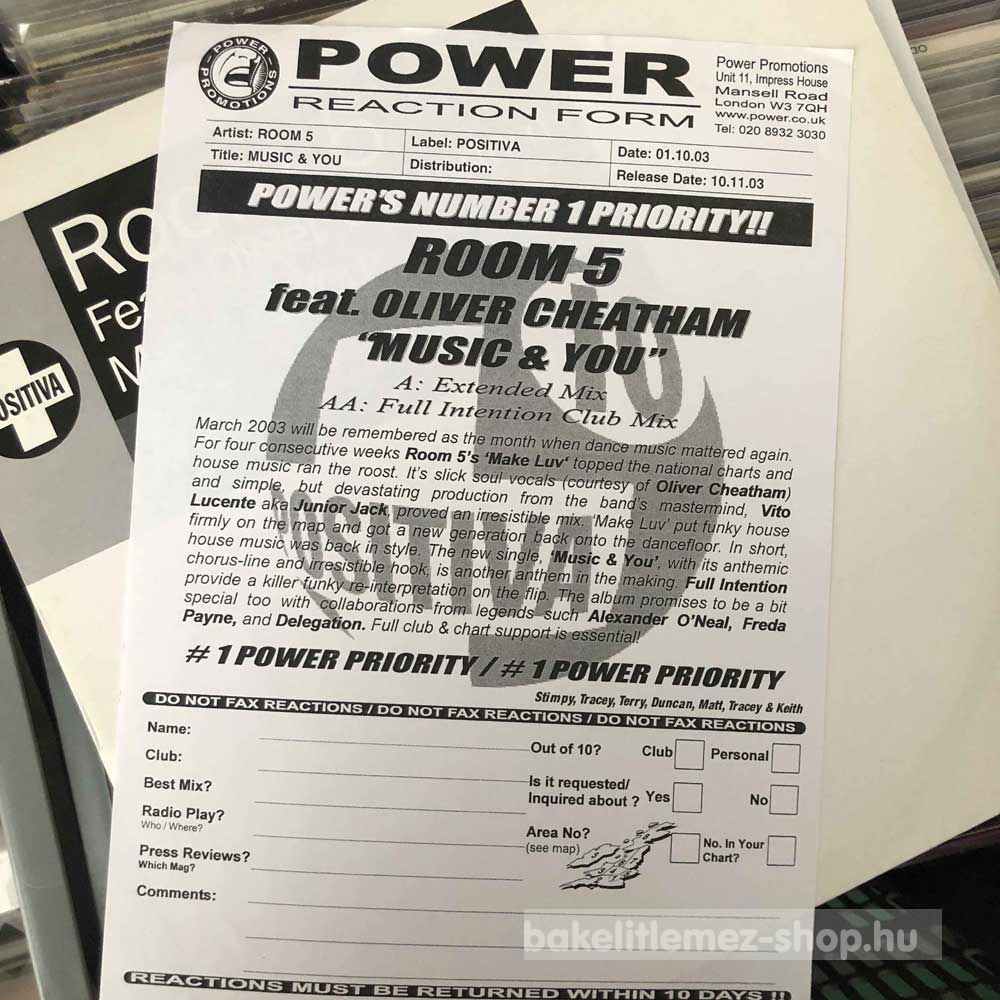 POWER PROMOTIONS
POWER
REACTION FORM
Power Promotions
Unit 11, Impress House
Mansell Road
London W3 7QH
www.power.co.uk
Tel: 020 8932 3030
Artist: ROOM 5
Label: POSITIVA
Date: 01.10.03
Title: MUSIC & YOU
Distribution:
Release Date: 10.11.03
POWER'S NUMBER 1 PRIORITY!!
ROOM 5
feat. OLIVER CHEATHAM
"MUSIC & YOU"
A: Extended Mix
AA: Full Intention Club Mix
March 2003 will be remembered as the month when dance music mattered again.
For four consecutive weeks Room 5's 'Make Luv' topped the national charts and
house music ran the roost. It's slick soul vocals (courtesy of Oliver Cheatham)
and simple, but devastating production from the band's mastermind, Vito
Lucente aka Junior Jack, proved an irresistible mix. 'Make Luv' put funky house
firmly on the map and got a new generation back onto the dancefloor. In short,
house music was back in style. The new single, 'Music & You', with its anthemic
chorus-line and irresistible hook, is another anthem in the making. Full Intention
provide a killer funky re-interpretation on the flip. The album promises to be a bit
special too with collaborations from legends such Alexander O'Neal, Freda
Payne, and Delegation. Full club & chart support is essential!
# 1 POWER PRIORITY / # 1 POWER PRIORITY
Stimpy, Tracey, Terry, Duncan, Matt, Tracey & Keith
DO NOT FAX REACTIONS / DO NOT FAX REACTIONS / DO NOT FAX REACTIONS
Name:
Out of 10? Club Personal
Club:
Best Mix?
Is it requested/
Inquired about ? Yes No
Radio Play?
Who / Where?
Area No?
(see map)
No. In Your
Chart?
Press Reviews?
Which Mag?
Comments:
REACTIONS MUST BE RETURNED WITHIN 10 DAYS !!
10
POSITIVA
Ro
Fea
M
OSITIVA
bakelitlemez-shop.hu